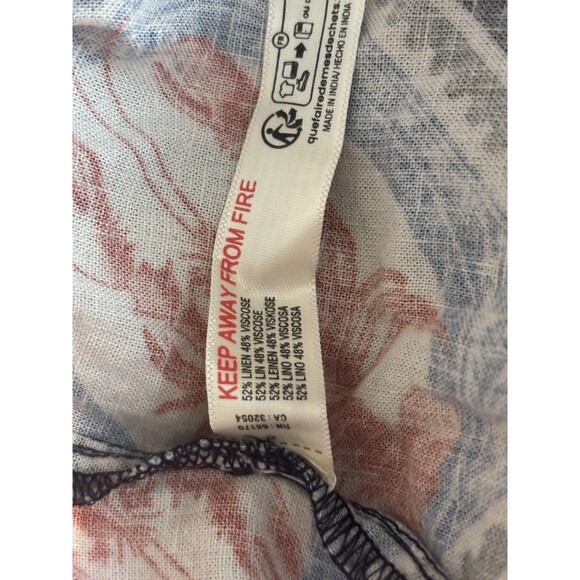 FR
OU
quefairedemesdechets.
MADE IN INDIA/ HECHO EN INDIA
KEEP AWAY FROM FIRE
52% LINEN 48% VISCOSE
52% LIN 48% VISCOSE
52% LEINEN 48% VISKOSE
52% LINO 48% VISCOSA
52% LINO 48% VISCOSA
RN : 66170
CA : 32054